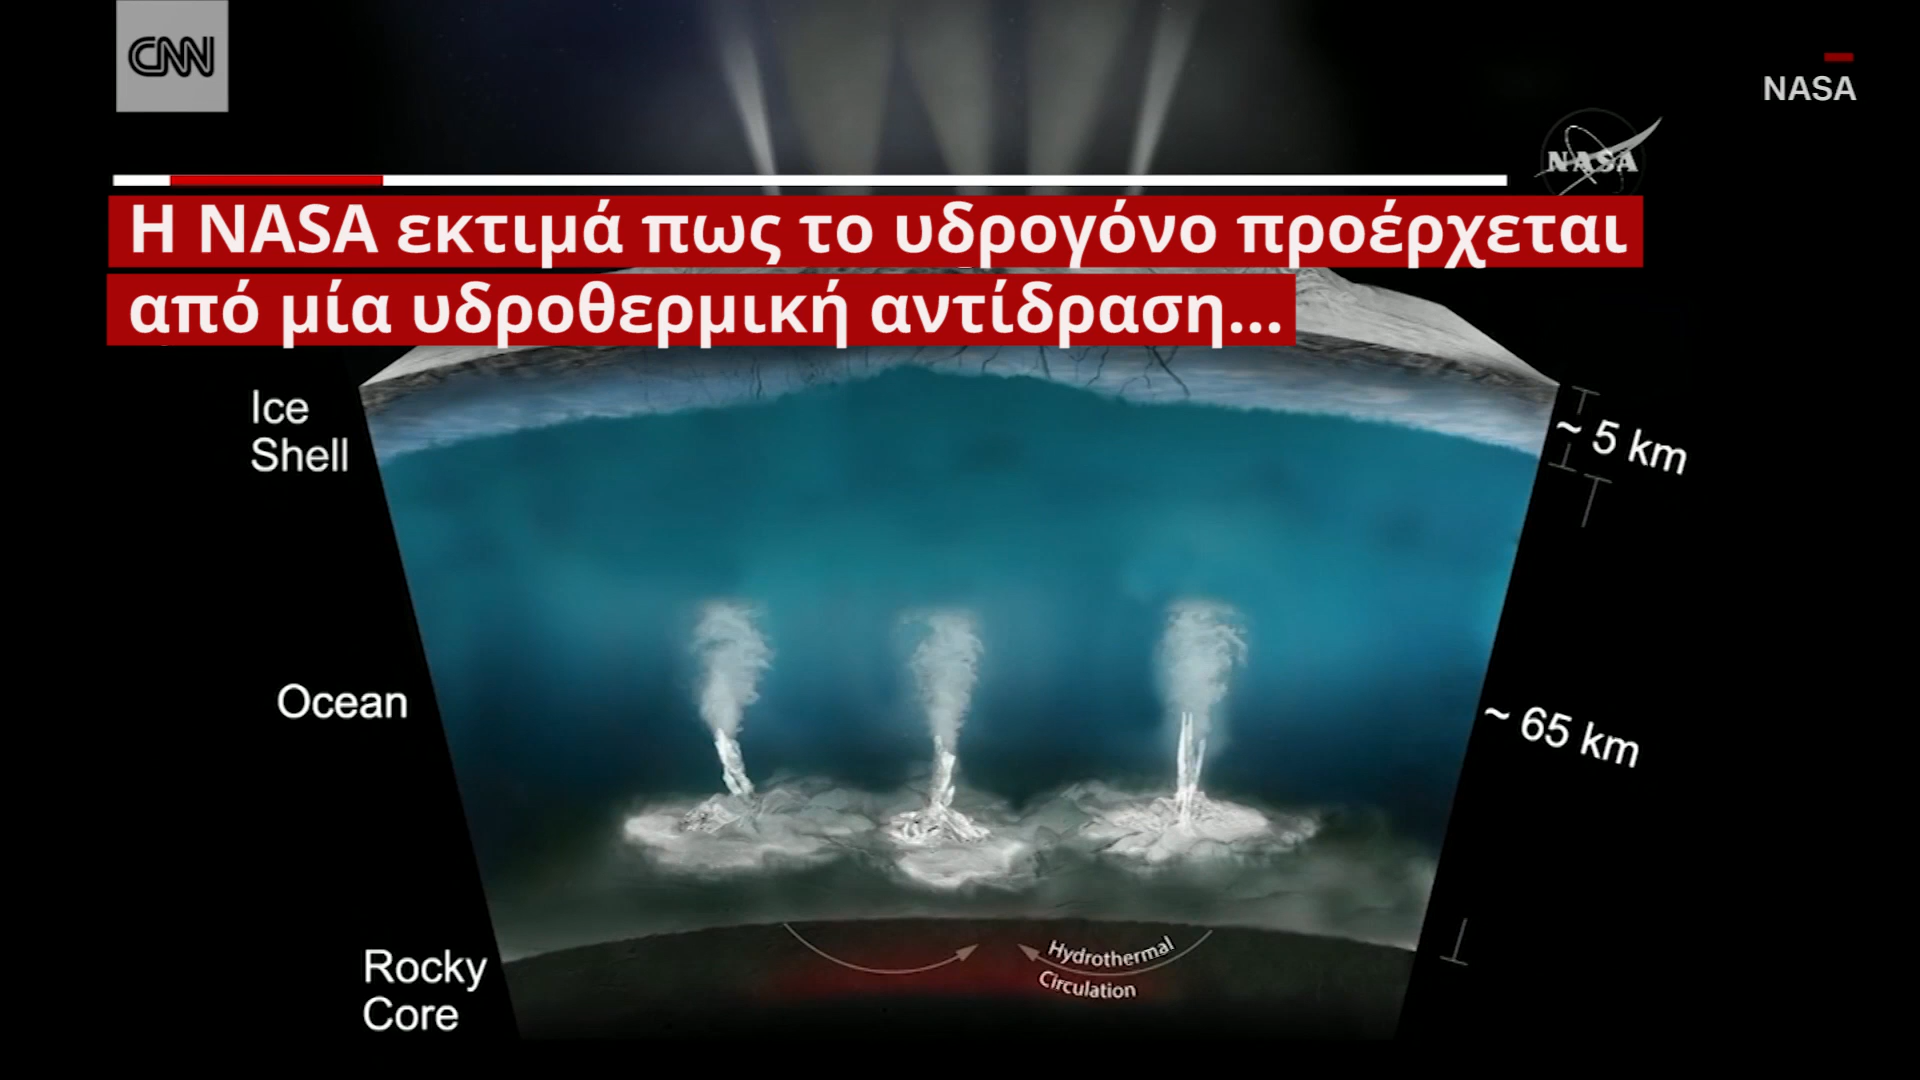 CNN
NASA
NASA
Η NASA εκτιμά πως το υδρογόνο προέρχεται
από μία υδροθερμική αντίδραση...
Ice
Shell
~ 5 km
Ocean
~ 65 km
Rocky
Core
Hydrothermal
Circulation